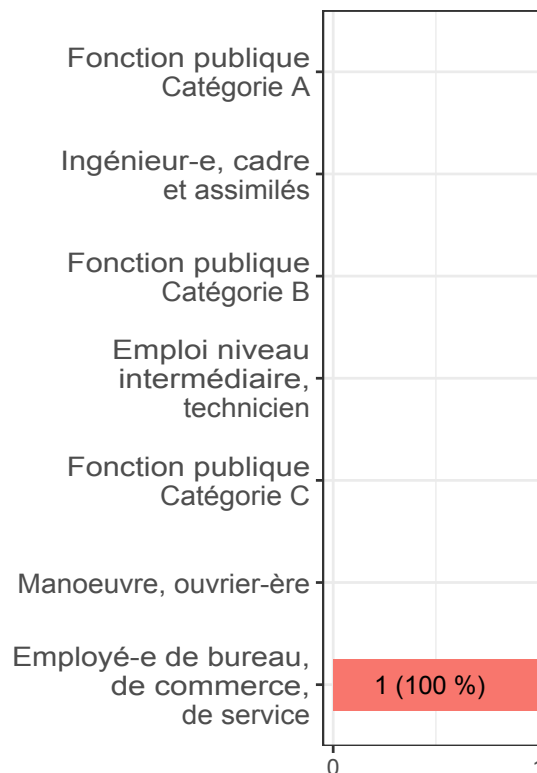 Fonction publique
Catégorie A
Ingénieur-e, cadre
et assimilés
Fonction publique
Catégorie B
Emploi niveau
intermédiaire,
technicien
Fonction publique
Catégorie C
Manoeuvre, ouvrier-ère
Employé-e de bureau,
de commerce,
de service
1 (100 %)
0